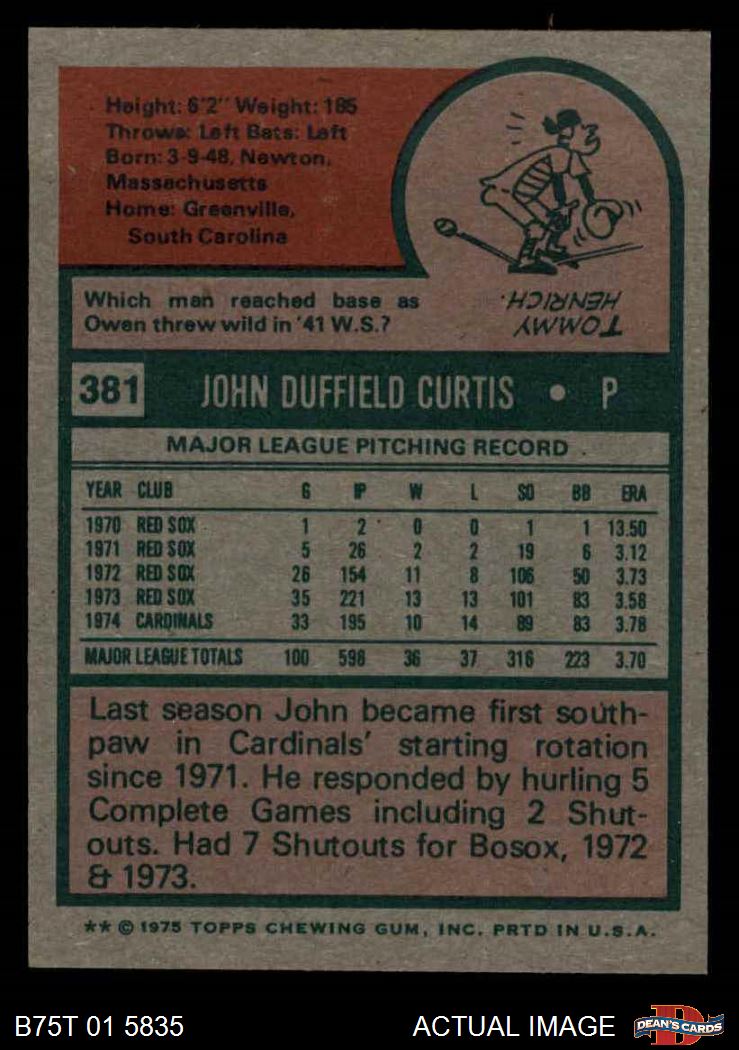 Height: 6'2" Weight: 185
Throws: Left Bats: Left
Born: 3-9-48, Newton,
Massachusetts
Home: Greenville,
South Carolina
Which man reached base as
Owen threw wild in '41 W.S.?
TOMMY
HENRICH.
381 JOHN DUFFIELD CURTIS • P
MAJOR LEAGUE PITCHING RECORD
YEAR CLUB G IP W L SO BB ERA
1970 RED SOX 1 2 0 0 1 1 13.50
1971 RED SOX 5 26 2 2 19 6 3.12
1972 RED SOX 26 154 11 8 106 50 3.73
1973 RED SOX 35 221 13 13 101 83 3.58
1974 CARDINALS 33 195 10 14 89 83 3.78
MAJOR LEAGUE TOTALS 100 598 36 37 316 223 3.70
Last season John became first south-
paw in Cardinals' starting rotation
since 1971. He responded by hurling 5
Complete Games including 2 Shut-
outs. Had 7 Shutouts for Bosox, 1972
& 1973.
** © 1975 TOPPS CHEWING GUM, INC. PRTD IN U.S.A.
B75T 01 5835 ACTUAL IMAGE D DEAN'S CARDS